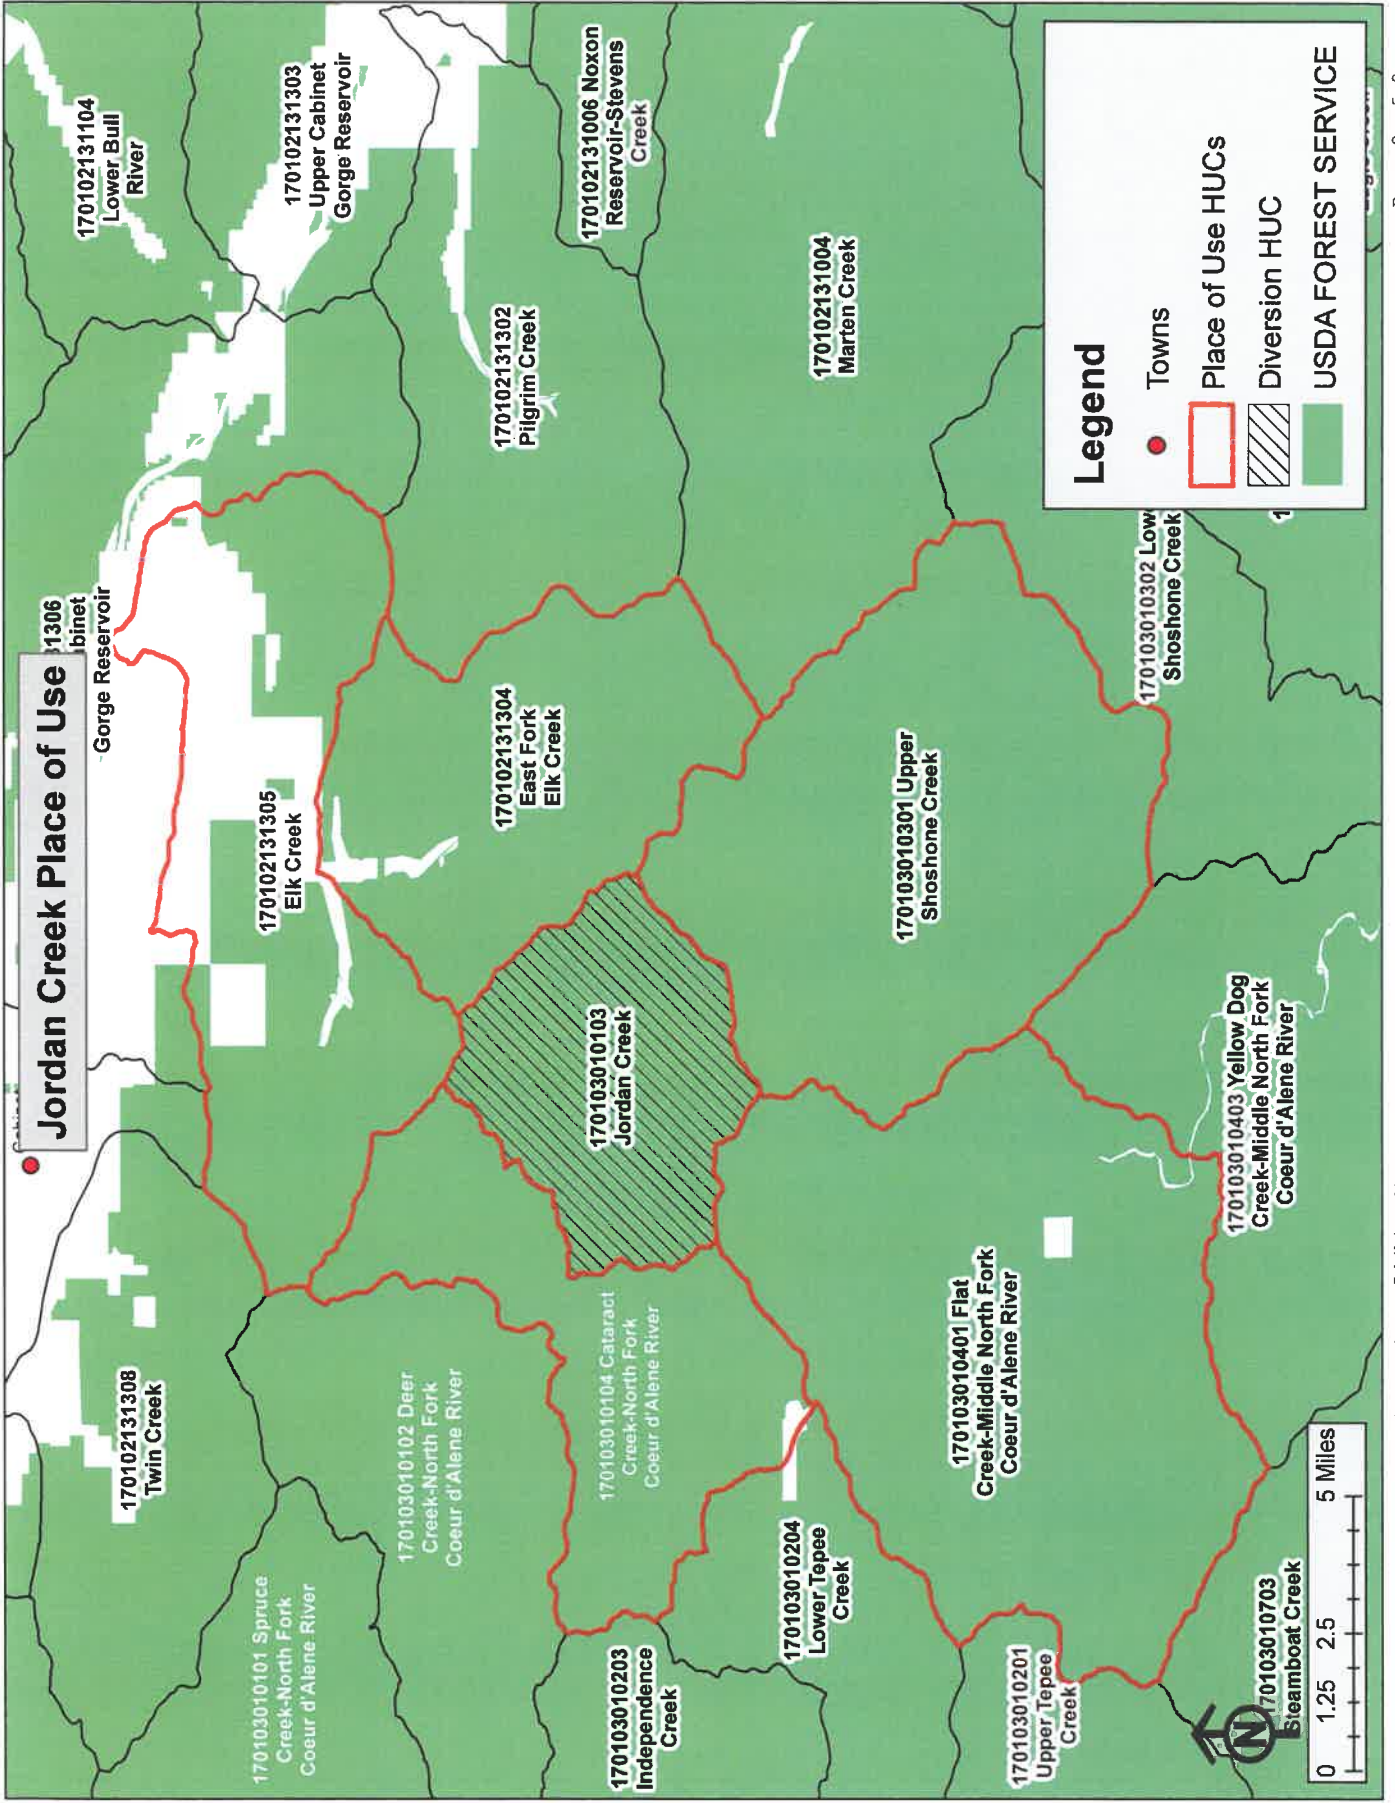 Jordan Creek Place of Use
170102131104
Lower Bull
River
170102131303
Upper Cabinet
Gorge Reservoir
31306
binet
Gorge Reservoir
170102131308
Twin Creek
170102131305
Elk Creek
170103010101 Spruce
Creek-North Fork
Coeur d'Alene River
170103010102 Deer
Creek-North Fork
Coeur d'Alene River
170102131304
East Fork
Elk Creek
170102131302
Pilgrim Creek
170102131006 Noxon
Reservoir-Stevens
Creek
170103010203
Independence
Creek
170103010104 Cataract
Creek-North Fork
Coeur d'Alene River
170103010103
Jordan Creek
170103010204
Lower Tepee
Creek
170102131004
Marten Creek
170103010301 Upper
Shoshone Creek
170103010401 Flat
Creek-Middle North Fork
Coeur d'Alene River
170103010201
Upper Tepee
Creek
170103010302 Low
Shoshone Creek
170103010403 Yellow Dog
Creek-Middle North Fork
Coeur d'Alene River
170103010703
Steamboat Creek
1
N
0 1.25 2.5 5 Miles
Legend
Towns
Place of Use HUCs
Diversion HUC
USDA FOREST SERVICE